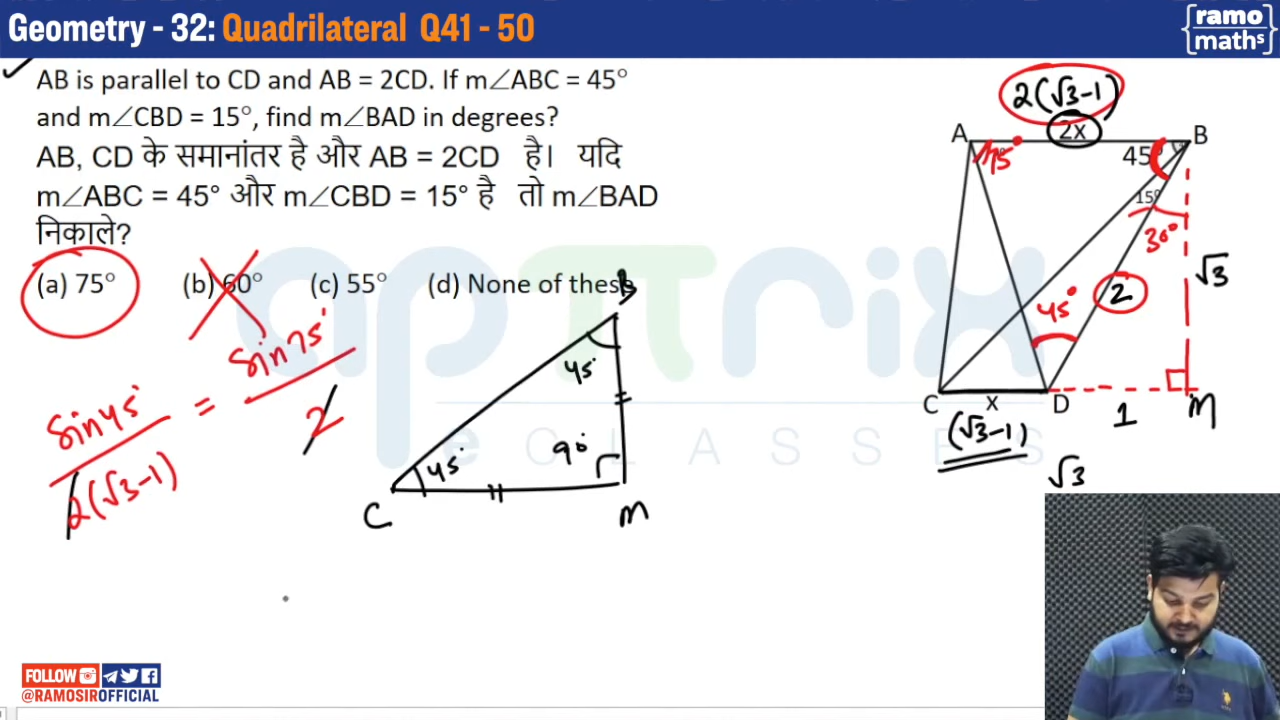 Geometry - 32: Quadrilateral Q41 - 50
{ramo maths}
AB is parallel to CD and AB = 2CD. If m∠ABC = 45°
and m∠CBD = 15°, find m∠BAD in degrees?
AB, CD के समानांतर है और AB = 2CD है। यदि
m∠ABC = 45° और m∠CBD = 15° है तो m∠BAD
निकाले?
(a) 75° (b) 60° (c) 55° (d) None of these
sin45° / 2(√3-1) = sin75° / 2
B
45°
45°
90°
C
M
2(√3-1)
A 2x B
75°
45°
15°
30°
√3
2
45°
C x D
1
M
(√3-1)
√3
apπrix
e CLASSES
FOLLOW
@RAMOSIROFFICIAL